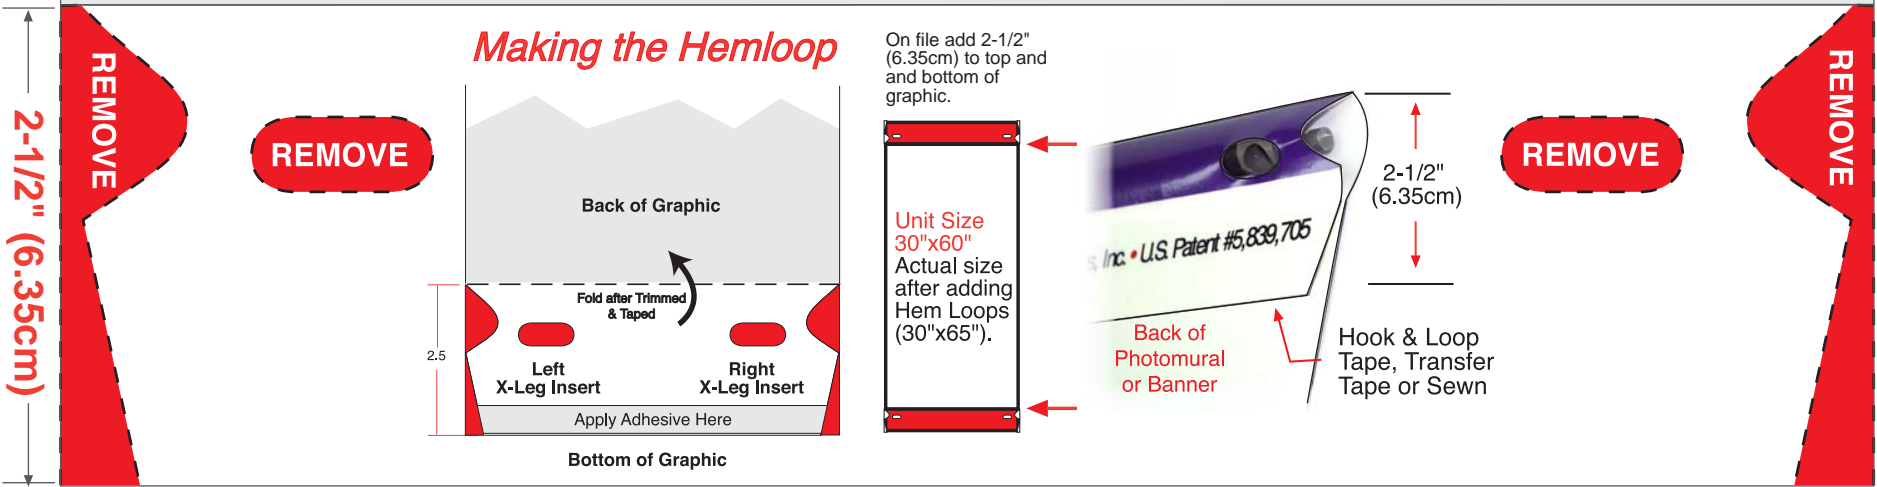 2-1/2" (6.35cm)
REMOVE
REMOVE
Making the Hemloop
Back of Graphic
Fold after Trimmed
& Taped
2.5
Left
X-Leg Insert
Right
X-Leg Insert
Apply Adhesive Here
Bottom of Graphic
On file add 2-1/2"
(6.35cm) to top and
and bottom of
graphic.
Unit Size
30"x60"
Actual size
after adding
Hem Loops
(30"x65").
Inc. • U.S. Patent #5,839,705
Back of
Photomural
or Banner
2-1/2"
(6.35cm)
Hook & Loop
Tape, Transfer
Tape or Sewn
REMOVE
REMOVE